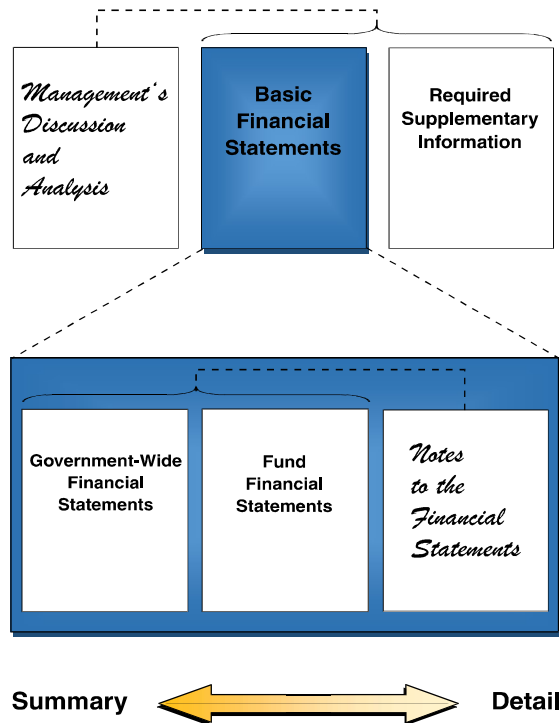 Management's
Discussion
and
Analysis
Basic
Financial
Statements
Required
Supplementary
Information
Government-Wide
Financial
Statements
Fund
Financial
Statements
Notes
to the
Financial
Statements
Summary
Detail